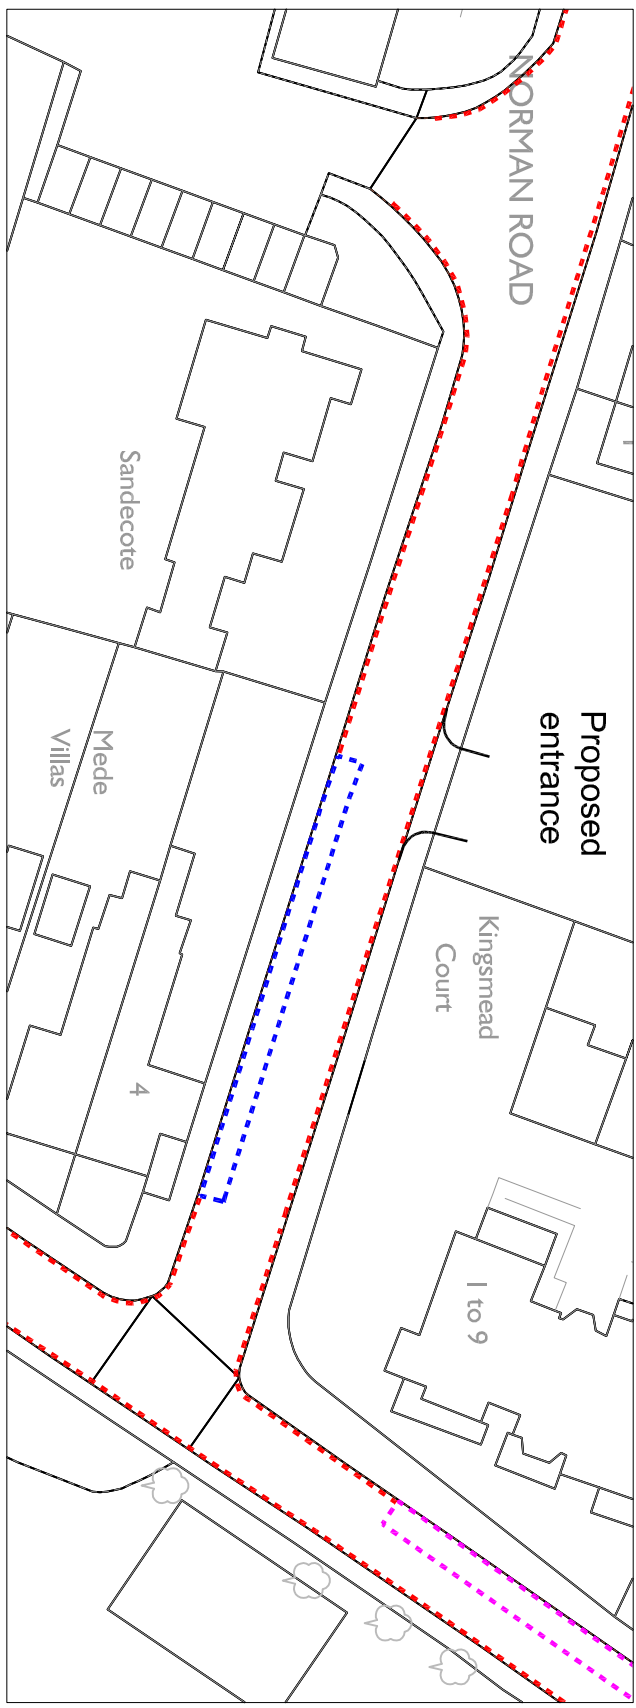 NORMAN ROAD
Sandecote
Proposed
entrance
Mede
Villas
Kingsmead
Court
4
1 to 9